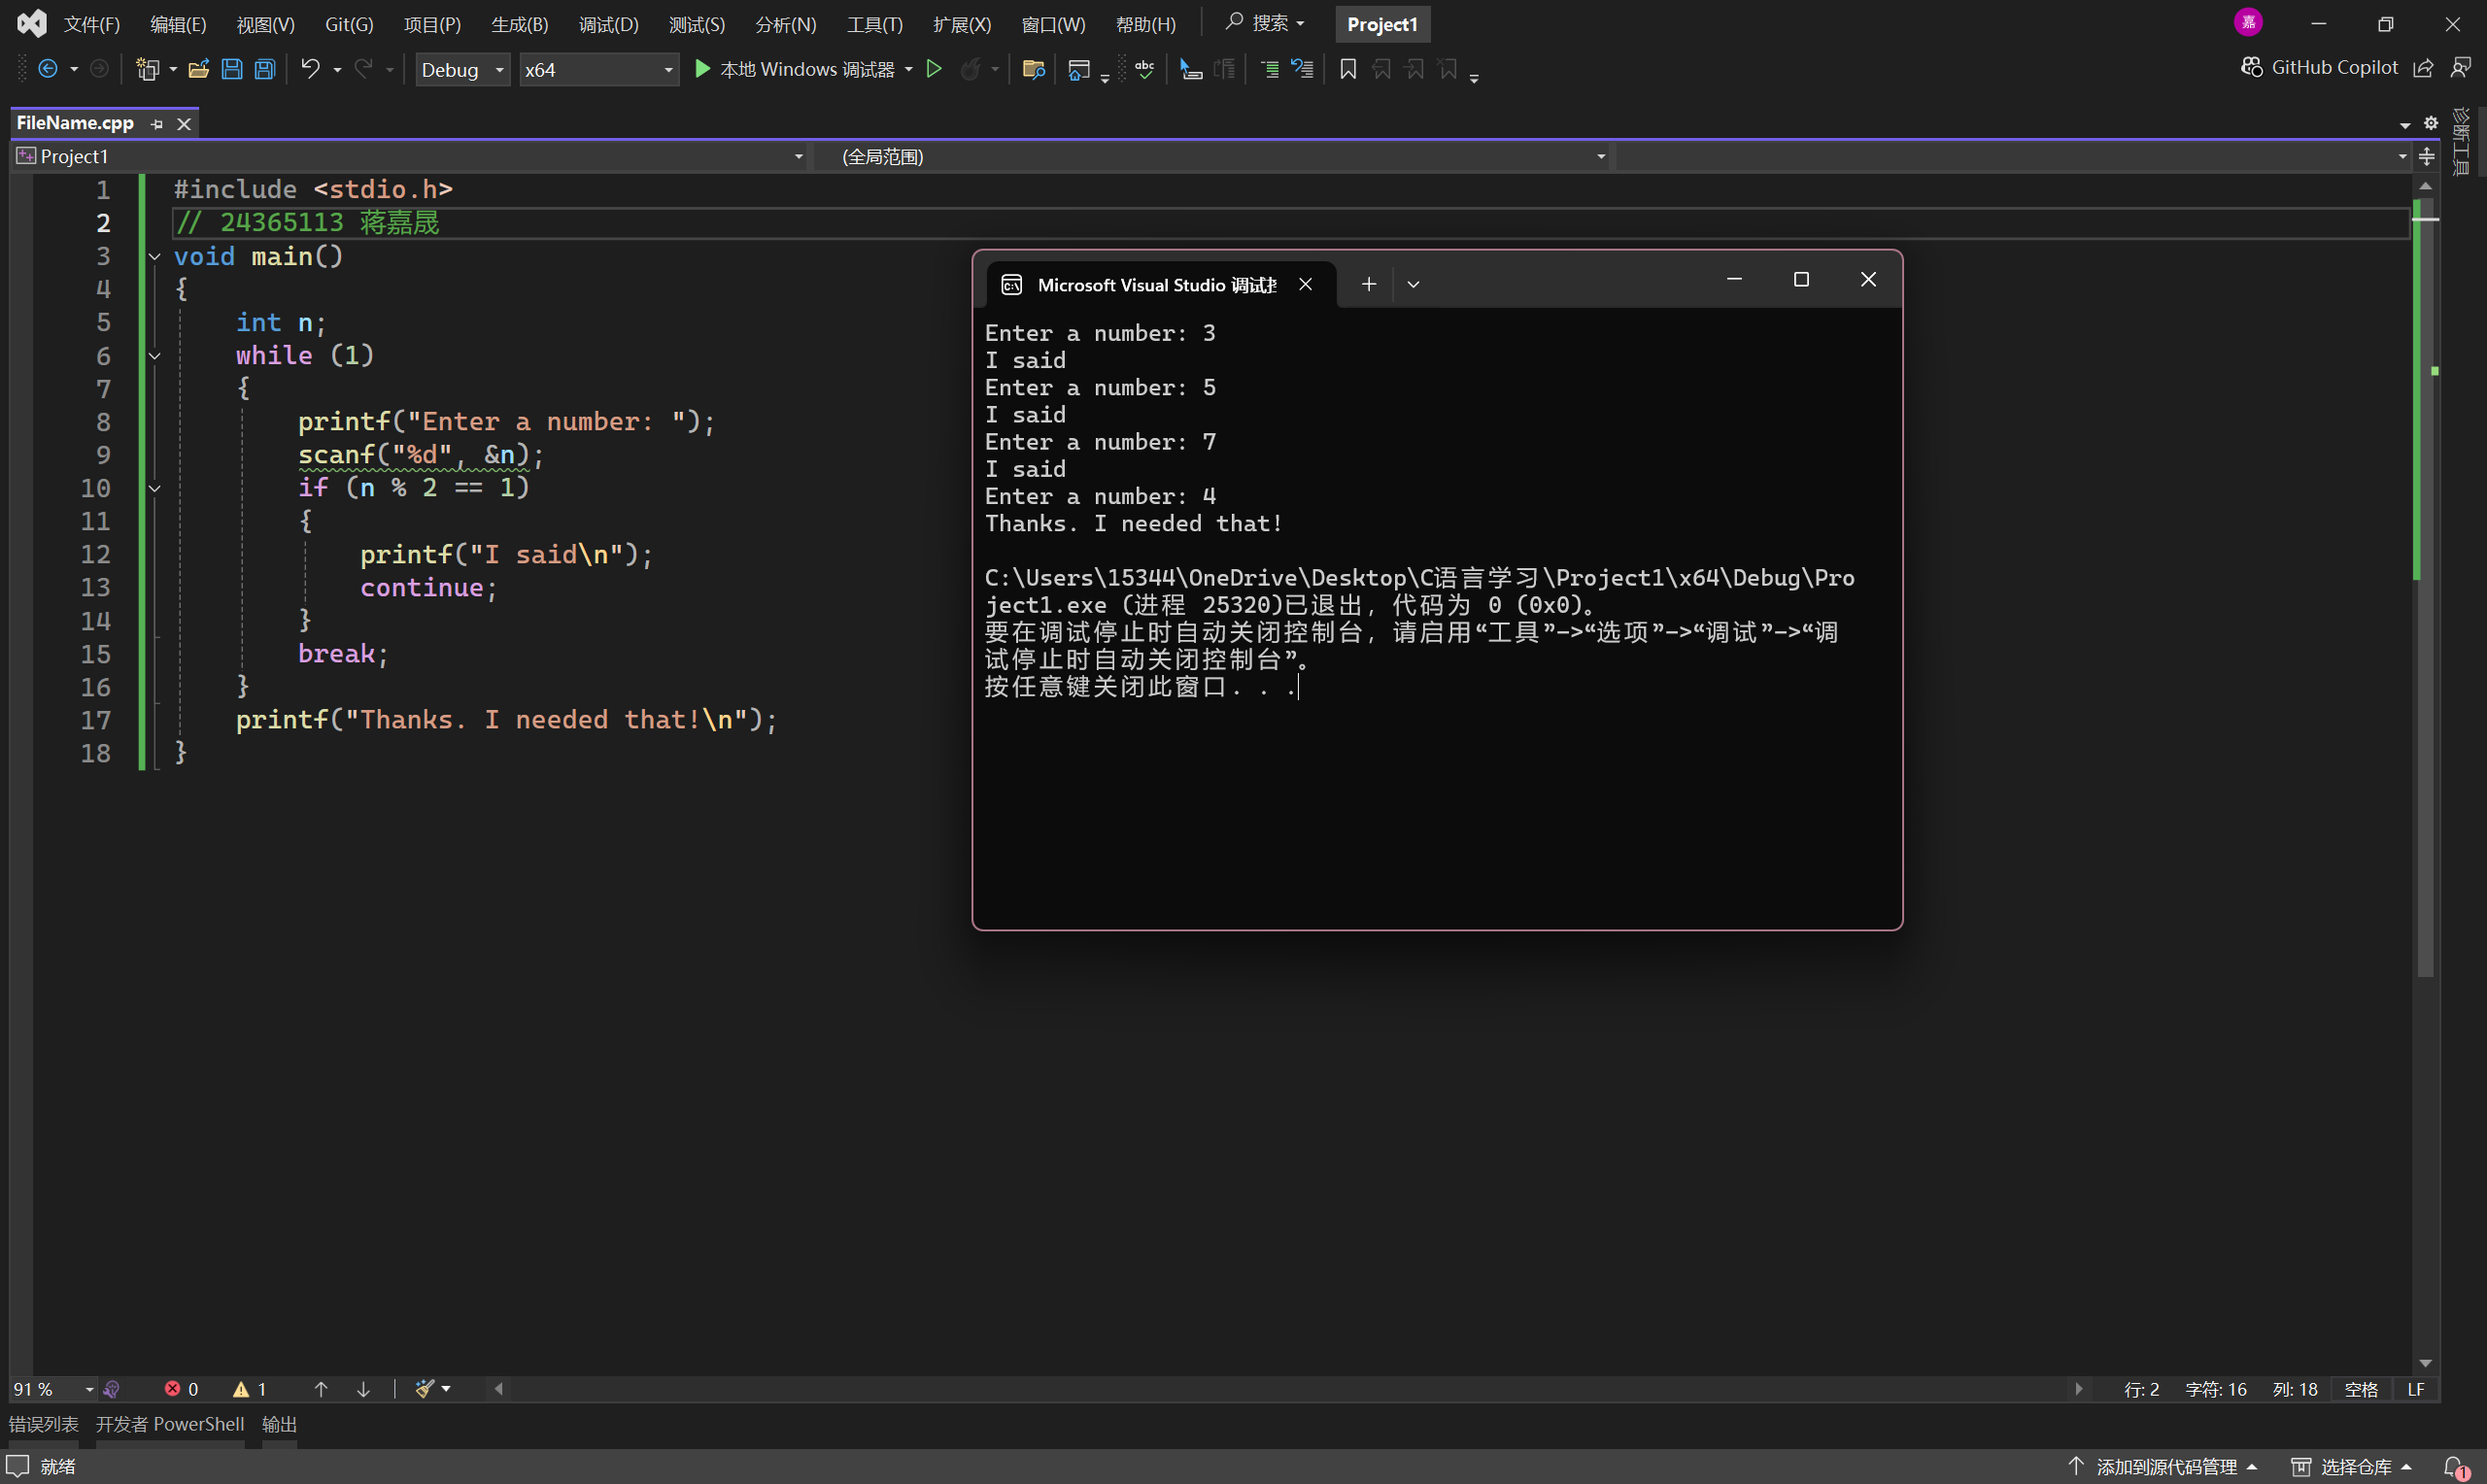 文件(F) 编辑(E) 视图(V) Git(G) 项目(P) 生成(B) 调试(D) 测试(S) 分析(N) 工具(T) 扩展(X) 窗口(W) 帮助(H) 搜索 Project1 嘉
Debug x64 本地 Windows 调试器 abc GitHub Copilot
FileName.cpp
诊断工具
Project1 (全局范围)
1 #include <stdio.h>
2 // 24365113 蒋嘉晟
3 void main()
4 {
5 int n;
6 while (1)
7 {
8 printf("Enter a number: ");
9 scanf("%d", &n);
10 if (n % 2 == 1)
11 {
12 printf("I said\n");
13 continue;
14 }
15 break;
16 }
17 printf("Thanks. I needed that!\n");
18 }
Microsoft Visual Studio 调试
Enter a number: 3
I said
Enter a number: 5
I said
Enter a number: 7
I said
Enter a number: 4
Thanks. I needed that!
C:\Users\15344\OneDrive\Desktop\C语言学习\Project1\x64\Debug\Pro
ject1.exe (进程 25320)已退出，代码为 0 (0x0)。
要在调试停止时自动关闭控制台，请启用“工具”->“选项”->“调试”->“调
试停止时自动关闭控制台”。
按任意键关闭此窗口. . .
91 % 0 1 行: 2 字符: 16 列: 18 空格 LF
错误列表 开发者 PowerShell 输出
就绪 添加到源代码管理 选择仓库 1